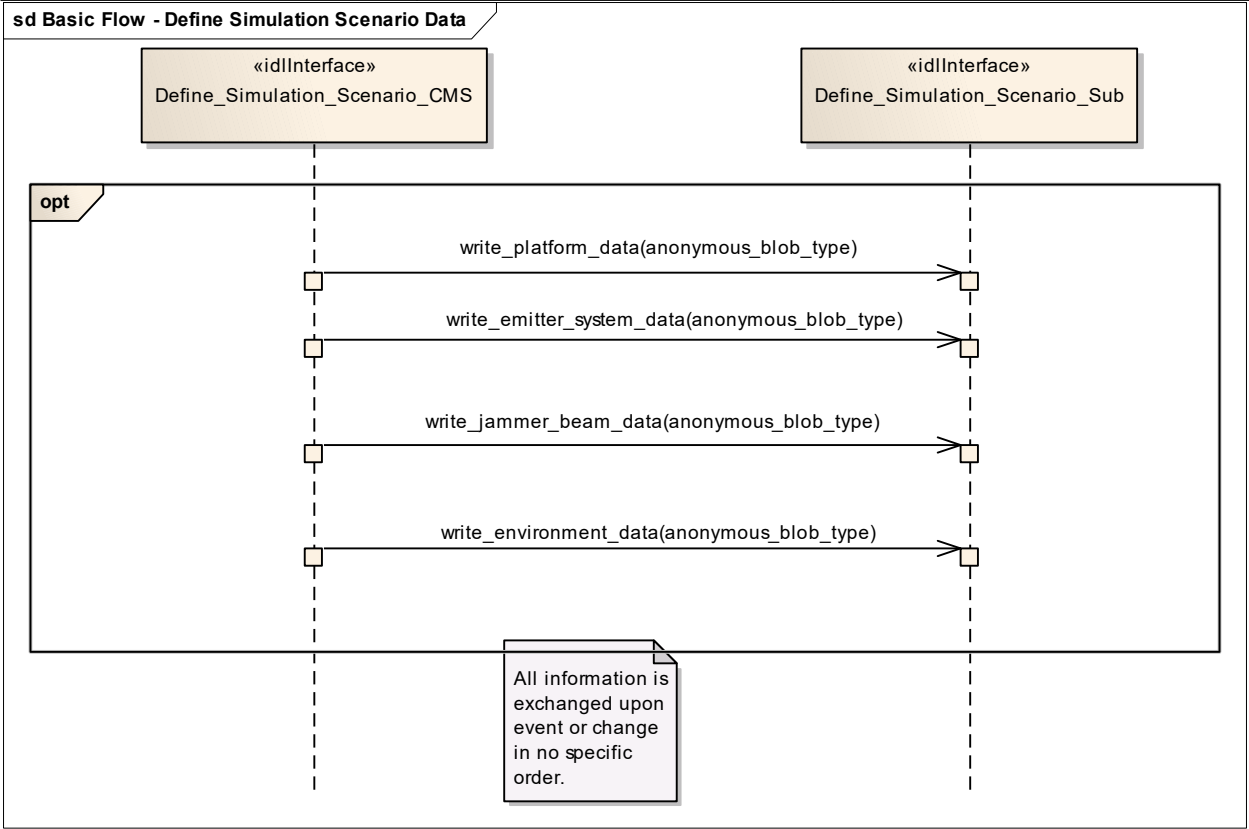 sd Basic Flow - Define Simulation Scenario Data
«idlInterface»
Define_Simulation_Scenario_CMS
«idlInterface»
Define_Simulation_Scenario_Sub
opt
write_platform_data(anonymous_blob_type)
write_emitter_system_data(anonymous_blob_type)
write_jammer_beam_data(anonymous_blob_type)
write_environment_data(anonymous_blob_type)
All information is
exchanged upon
event or change
in no specific
order.